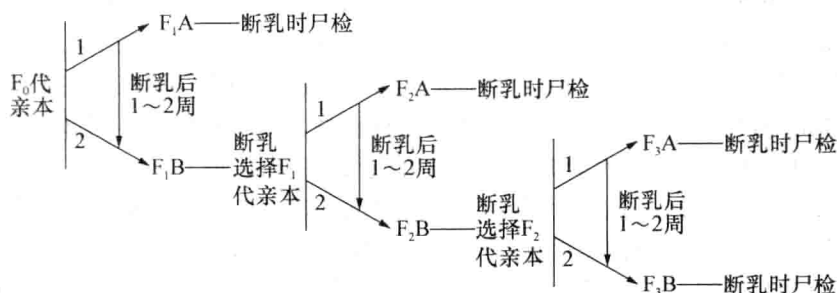 F₁A——断乳时尸检
1
F₀代
亲本
断乳后
1～2周
2
F₁B——
断乳
选择F₁
代亲本
F₂A——断乳时尸检
1
断乳后
1～2周
2
F₂B——
断乳
选择F₂
代亲本
F₃A——断乳时尸检
1
断乳后
1～2周
2
F₃B——断乳时尸检